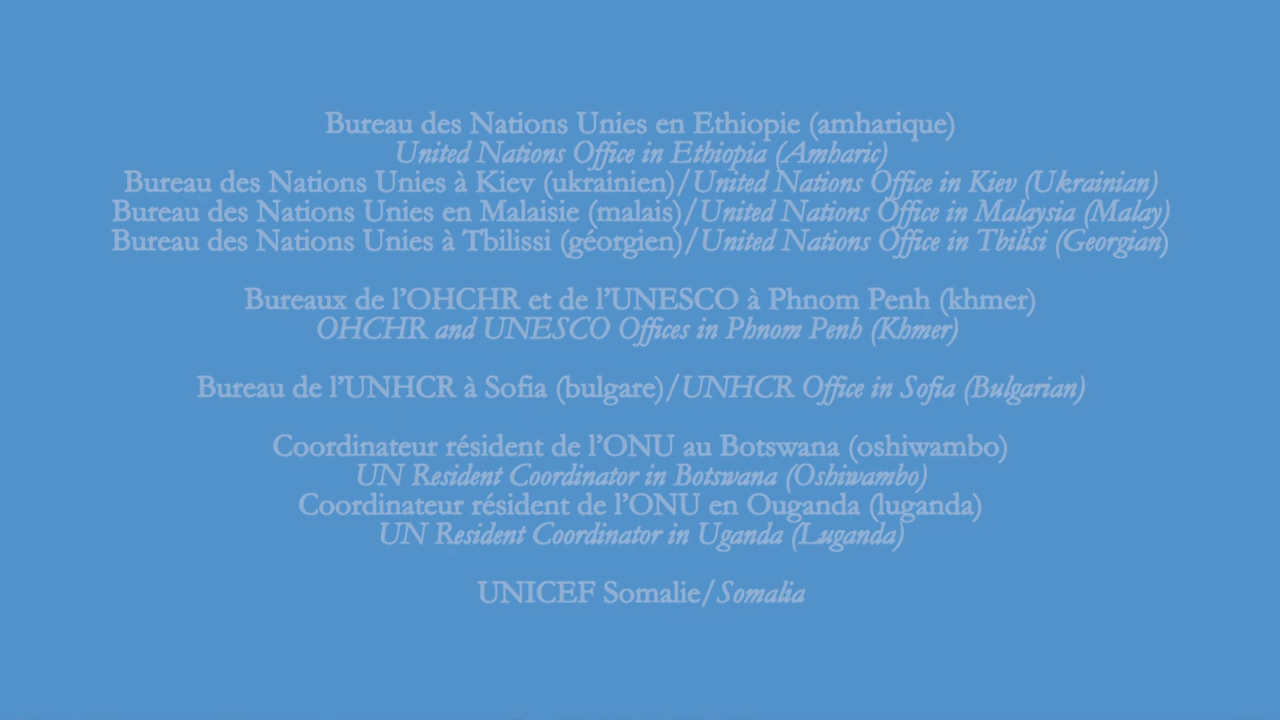 Bureau des Nations Unies en Ethiopie (amharique)
United Nations Office in Ethiopia (Amharic)
Bureau des Nations Unies à Kiev (ukrainien)/United Nations Office in Kiev (Ukrainian)
Bureau des Nations Unies en Malaisie (malais)/United Nations Office in Malaysia (Malay)
Bureau des Nations Unies à Tbilissi (géorgien)/United Nations Office in Tbilisi (Georgian)
Bureaux de l’OHCHR et de l’UNESCO à Phnom Penh (khmer)
OHCHR and UNESCO Offices in Phnom Penh (Khmer)
Bureau de l’UNHCR à Sofia (bulgare)/UNHCR Office in Sofia (Bulgarian)
Coordinateur résident de l’ONU au Botswana (oshiwambo)
UN Resident Coordinator in Botswana (Oshiwambo)
Coordinateur résident de l’ONU en Ouganda (luganda)
UN Resident Coordinator in Uganda (Luganda)
UNICEF Somalie/Somalia